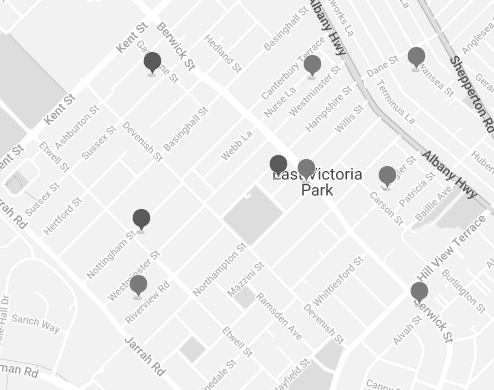 Kent St
Berwick St
Hedland St
Basinghall St
Albany Hwy
Canterbury Terrace
Nurse La
Westminster St
Hampshire St
Willis St
Dane St
Swansea St
Terminus La
Shepperton Rd
Kent St
Ashburton St
Sussex St
Devenish St
Basinghall St
Webb La
Etwell St
Sussex St
Hertford St
East Victoria
Park
Carson St
Patricia St
Baillie Ave
Albany Hwy
Hill View Terrace
Burlington St
Nottingham St
Westminster St
Riverview Rd
Northampton St
Mazzini St
Ramsden Ave
Whittlesford St
Devenish St
Etwell St
Alvah St
Berwick St
Jarrah Rd
Sarich Way